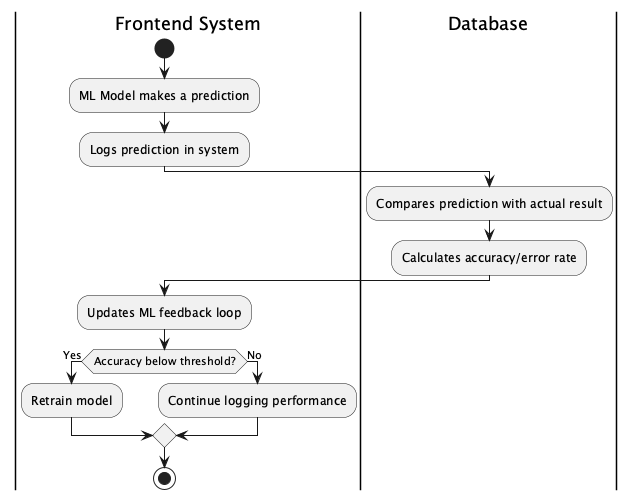 Frontend System
Database
ML Model makes a prediction
Logs prediction in system
Compares prediction with actual result
Calculates accuracy/error rate
Updates ML feedback loop
Accuracy below threshold?
Yes
No
Retrain model
Continue logging performance